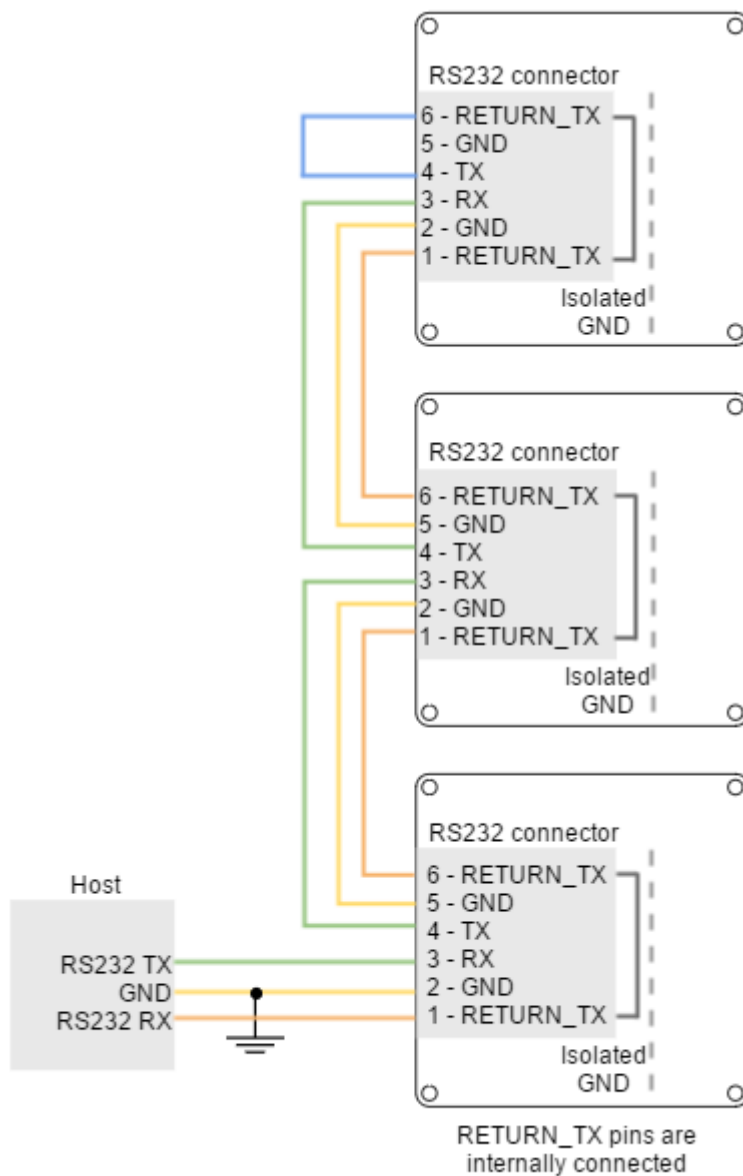 RS232 connector
6 - RETURN_TX
5 - GND
4 - TX
3 - RX
2 - GND
1 - RETURN_TX
Isolated
GND
RS232 connector
6 - RETURN_TX
5 - GND
4 - TX
3 - RX
2 - GND
1 - RETURN_TX
Isolated
GND
RS232 connector
6 - RETURN_TX
5 - GND
4 - TX
3 - RX
2 - GND
1 - RETURN_TX
Isolated
GND
Host
RS232 TX
GND
RS232 RX
RETURN_TX pins are
internally connected